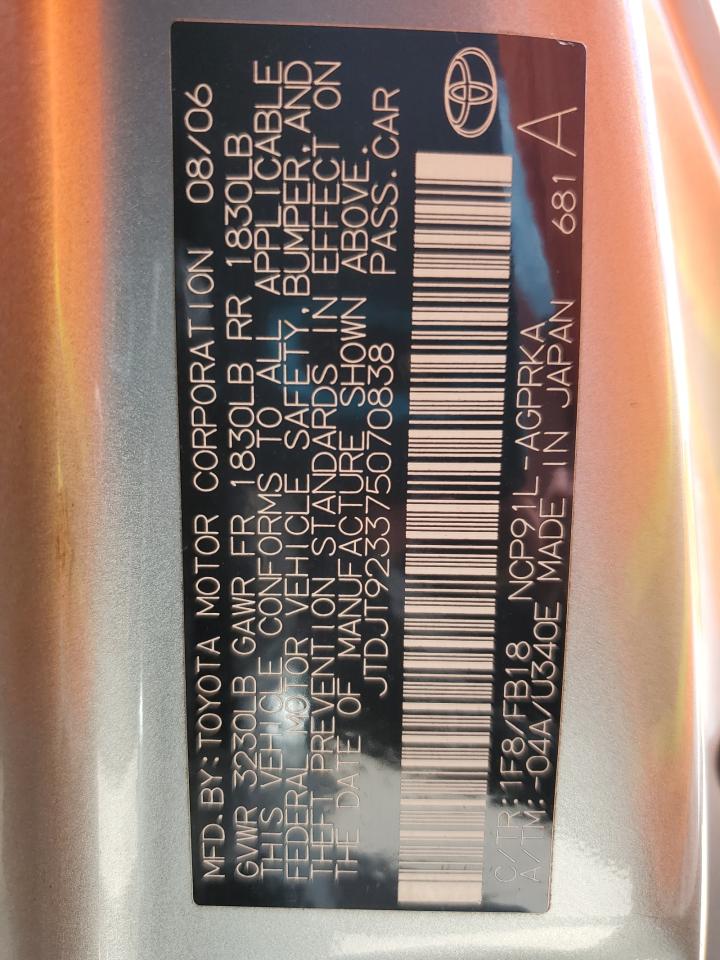 MFD.BY:TOYOTA MOTOR CORPORATION 08/06
GVWR 3230LB GAWR FR 1830LB RR 1830LB
THIS VEHICLE CONFORMS TO ALL APPLICABLE
FEDERAL MOTOR VEHICLE SAFETY,BUMPER,AND
THEFT PREVENTION STANDARDS IN EFFECT ON
THE DATE OF MANUFACTURE SHOWN ABOVE.
JTDJT923375070838 PASS.CAR
C/TR:1F8/FB18 NCP91L-AGPRKA
A/TM:-04A/U340E MADE IN JAPAN 681 A